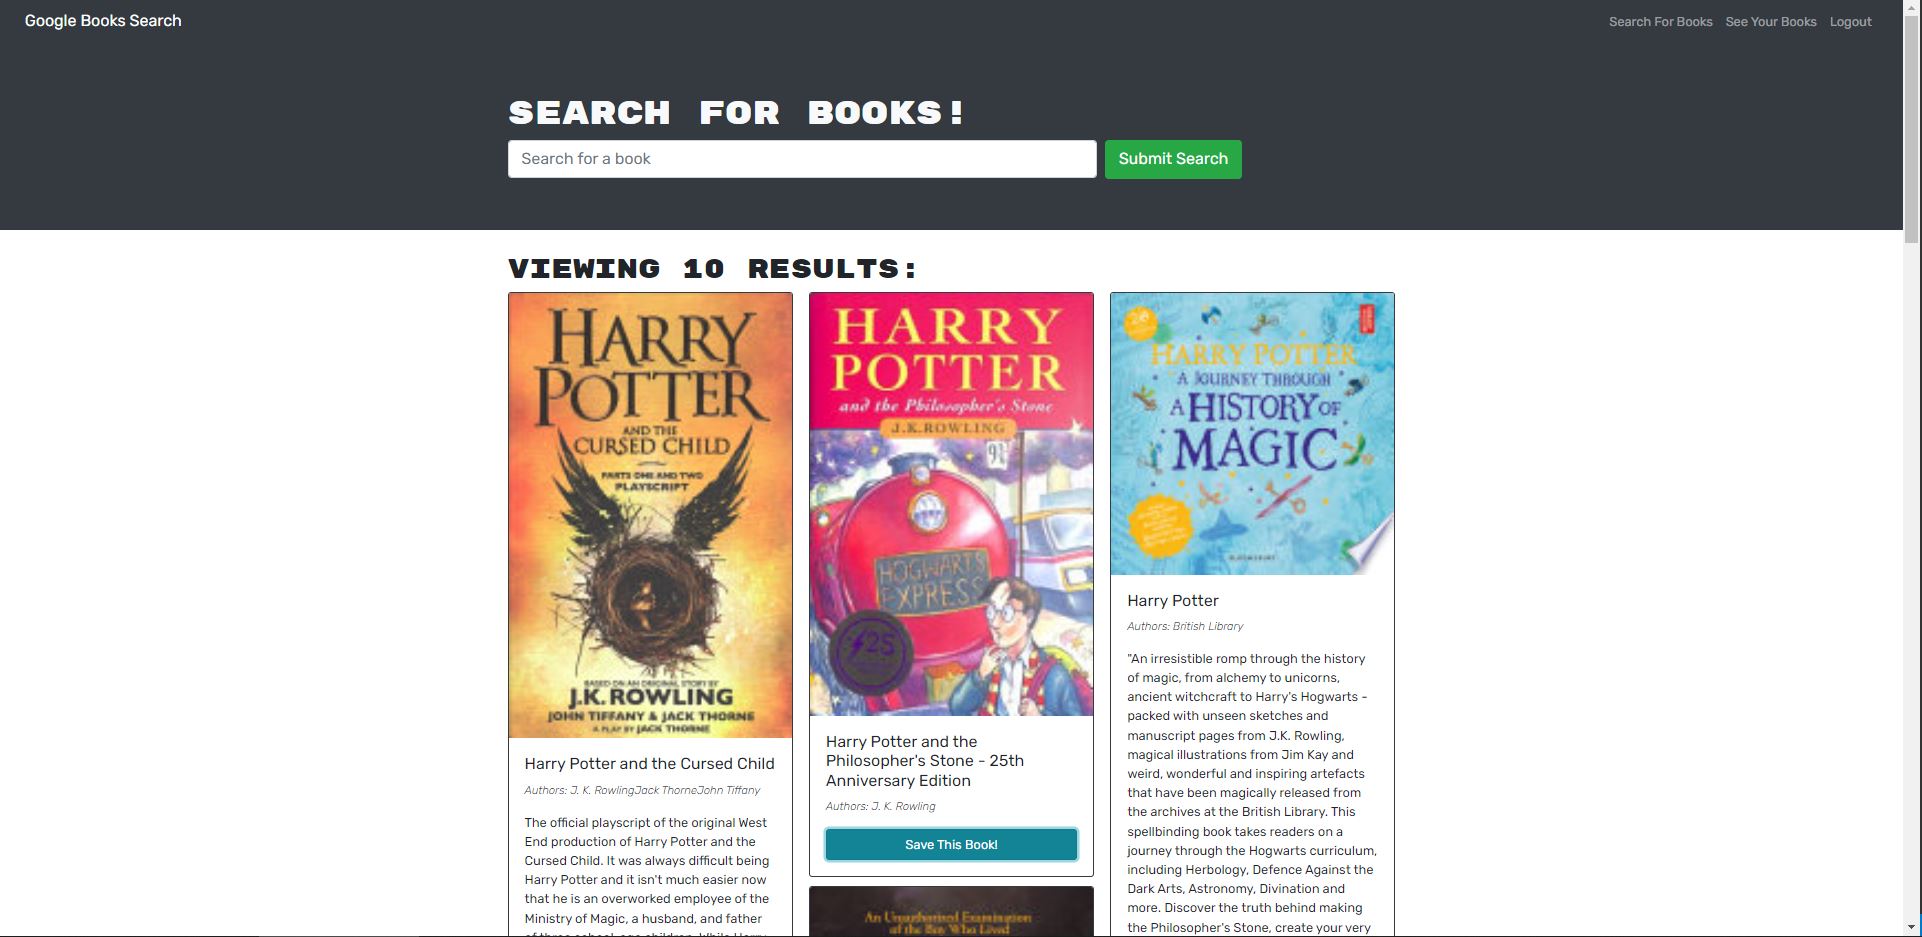 Google Books Search
Search For Books
See Your Books
Logout
SEARCH FOR BOOKS!
Search for a book
Submit Search
VIEWING 10 RESULTS:
HARRY
POTTER
AND THE
CURSED CHILD
PARTS ONE AND TWO
PLAYSCRIPT
BASED ON AN ORIGINAL STORY BY
J.K. ROWLING
JOHN TIFFANY & JACK THORNE
A PLAY BY JACK THORNE
Harry Potter and the Cursed Child
Authors: J. K. RowlingJack ThorneJohn Tiffany
The official playscript of the original West
End production of Harry Potter and the
Cursed Child. It was always difficult being
Harry Potter and it isn't much easier now
that he is an overworked employee of the
Ministry of Magic, a husband, and father
of three school-age children. While Harry
HARRY
POTTER
and the Philosopher's Stone
J.K.ROWLING
9¾
HOGWARTS
EXPRESS
25
Harry Potter and the
Philosopher's Stone - 25th
Anniversary Edition
Authors: J. K. Rowling
Save This Book!
An Unauthorized Examination
of the Boy Who Lived
HARRY POTTER
A JOURNEY THROUGH
A HISTORY OF
MAGIC
BLOOMSBURY
Harry Potter
Authors: British Library
"An irresistible romp through the history
of magic, from alchemy to unicorns,
ancient witchcraft to Harry's Hogwarts -
packed with unseen sketches and
manuscript pages from J.K. Rowling,
magical illustrations from Jim Kay and
weird, wonderful and inspiring artefacts
that have been magically released from
the archives at the British Library. This
spellbinding book takes readers on a
journey through the Hogwarts curriculum,
including Herbology, Defence Against the
Dark Arts, Astronomy, Divination and
more. Discover the truth behind making
the Philosopher's Stone, create your very